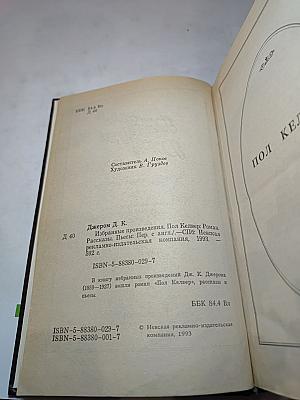 ББК 84.4 Вл
Д 40
Составитель А. Попов
Художник В. Груздев
Джером Д. К.
Д 40 Избранные произведения. Пол Келвер: Роман.
Рассказы. Пьесы: Пер. с англ./—СПб: Невская
рекламно-издательская компания, 1993. —
392 с.
ISBN-5-88380-029-7
В книгу избранных произведений Дж. К. Джерома
(1859—1927) вошли роман «Пол Келвер», рассказы и
пьесы.
ББК 84.4 Вл
ISBN-5-88380-029-7
ISBN-5-88380-001-7
© Невская рекламно-издательская
компания, 1993
ПОЛ КЕЛ